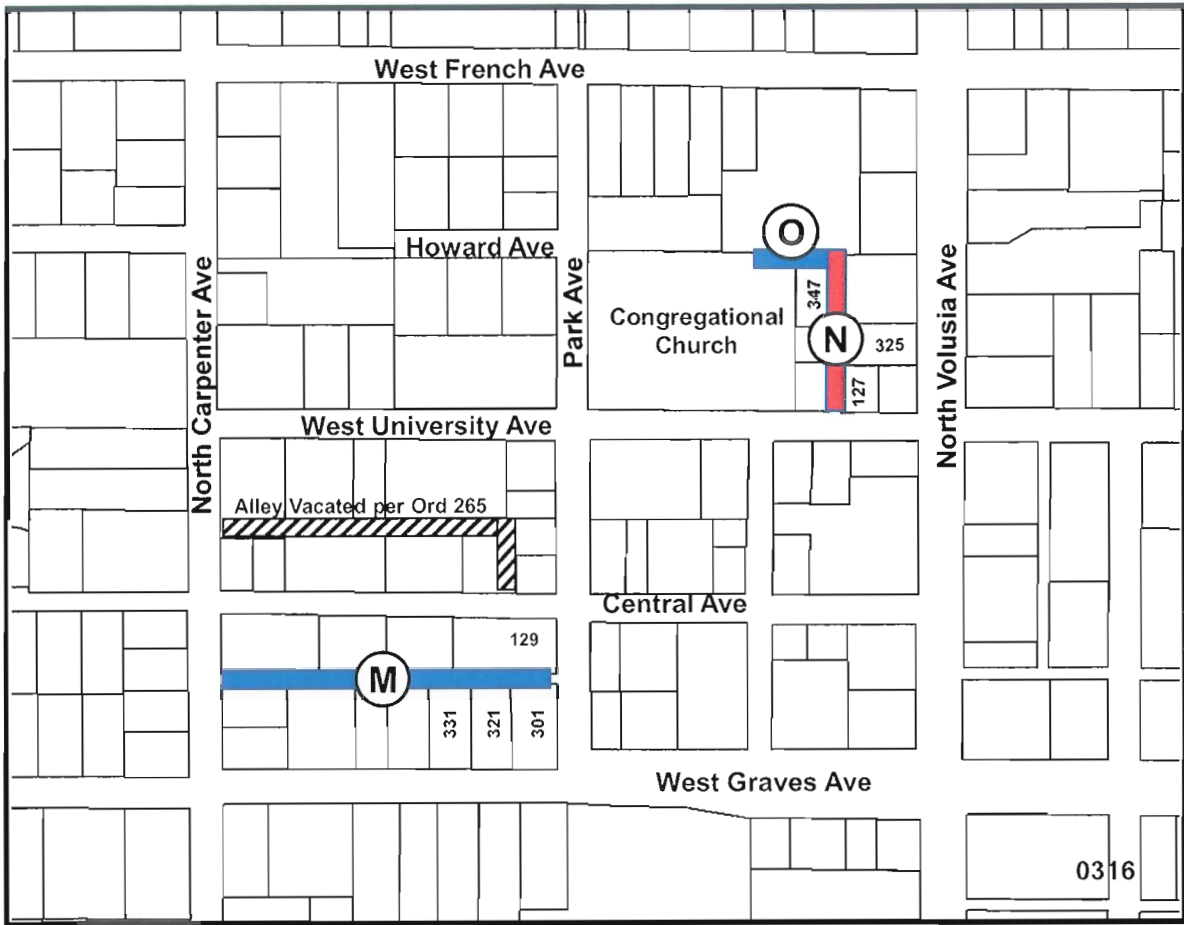 West French Ave
O
Howard Ave
North Carpenter Ave
Park Ave
Congregational
Church
347
N
325
127
North Volusia Ave
West University Ave
Alley Vacated per Ord 265
Central Ave
129
M
331
321
301
West Graves Ave
0316